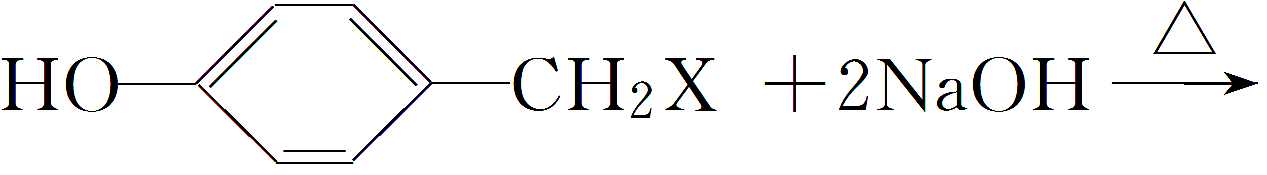 HO—CH₂X +2NaOH △→